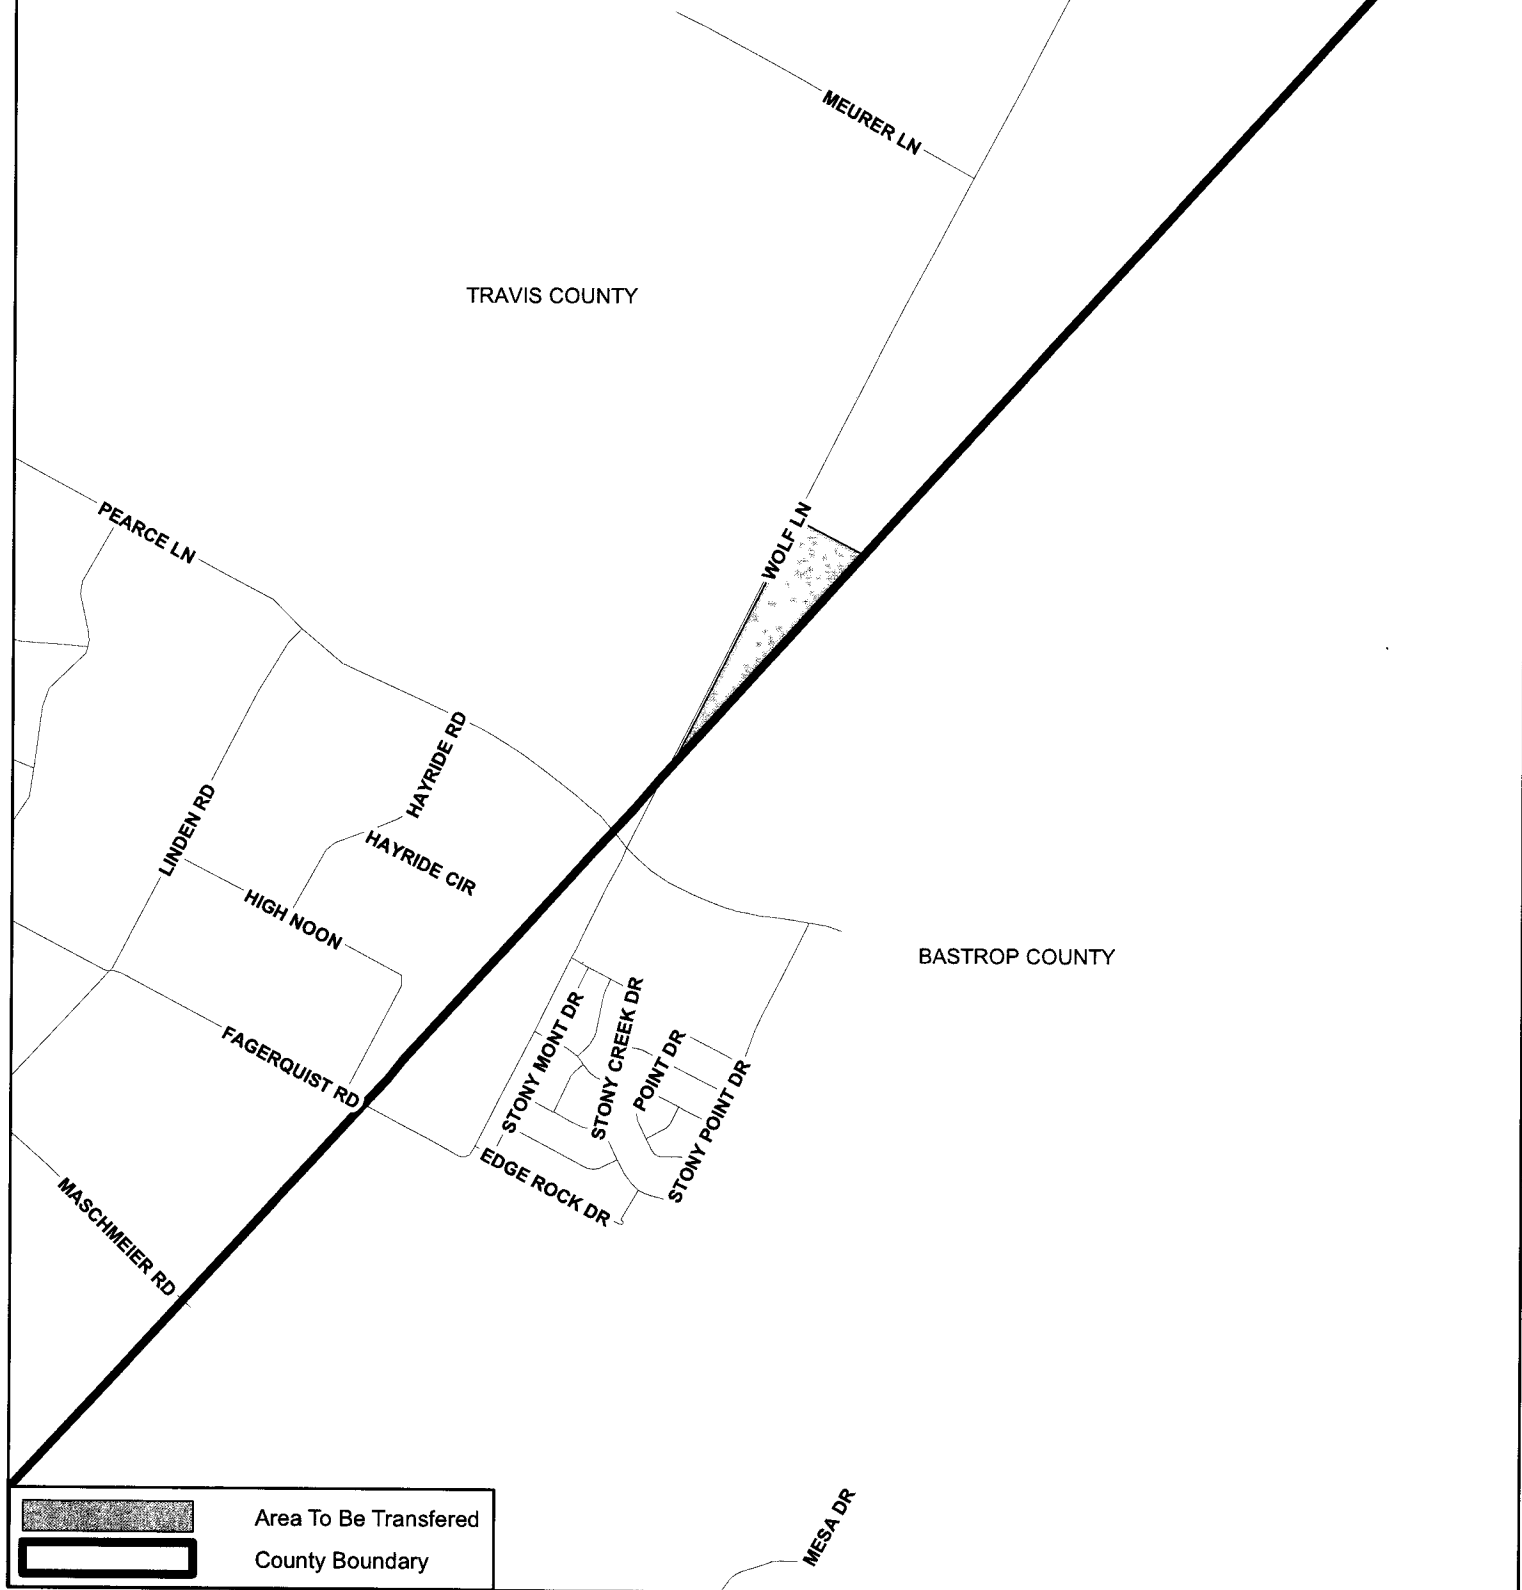 MEURER LN
TRAVIS COUNTY
WOLF LN
PEARCE LN
HAYRIDE RD
LINDEN RD
HAYRIDE CIR
HIGH NOON
BASTROP COUNTY
STONY MONT DR
STONY CREEK DR
POINT DR
STONY POINT DR
FAGERQUIST RD
EDGE ROCK DR
MASCHMEIER RD
MESA DR
Area To Be Transfered
County Boundary